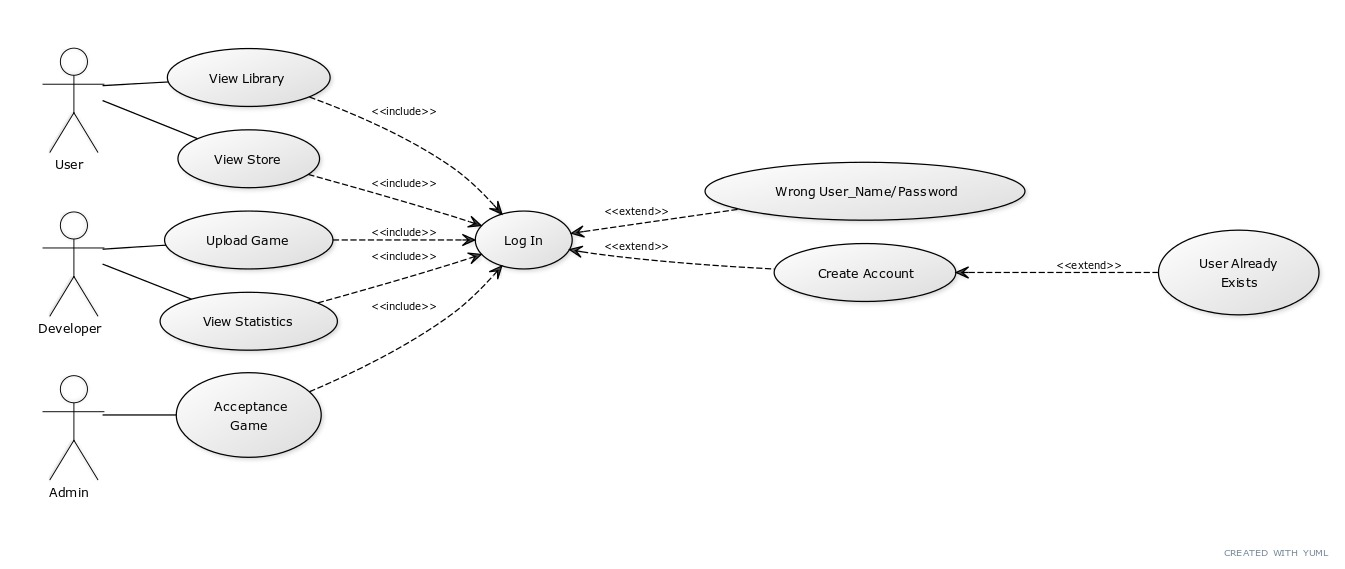 User
View Library
View Store
<<include>>
<<include>>
Developer
Upload Game
View Statistics
<<include>>
<<include>>
Admin
Acceptance
Game
<<include>>
Log In
<<extend>>
<<extend>>
Wrong User_Name/Password
Create Account
<<extend>>
User Already
Exists
CREATED WITH YUML